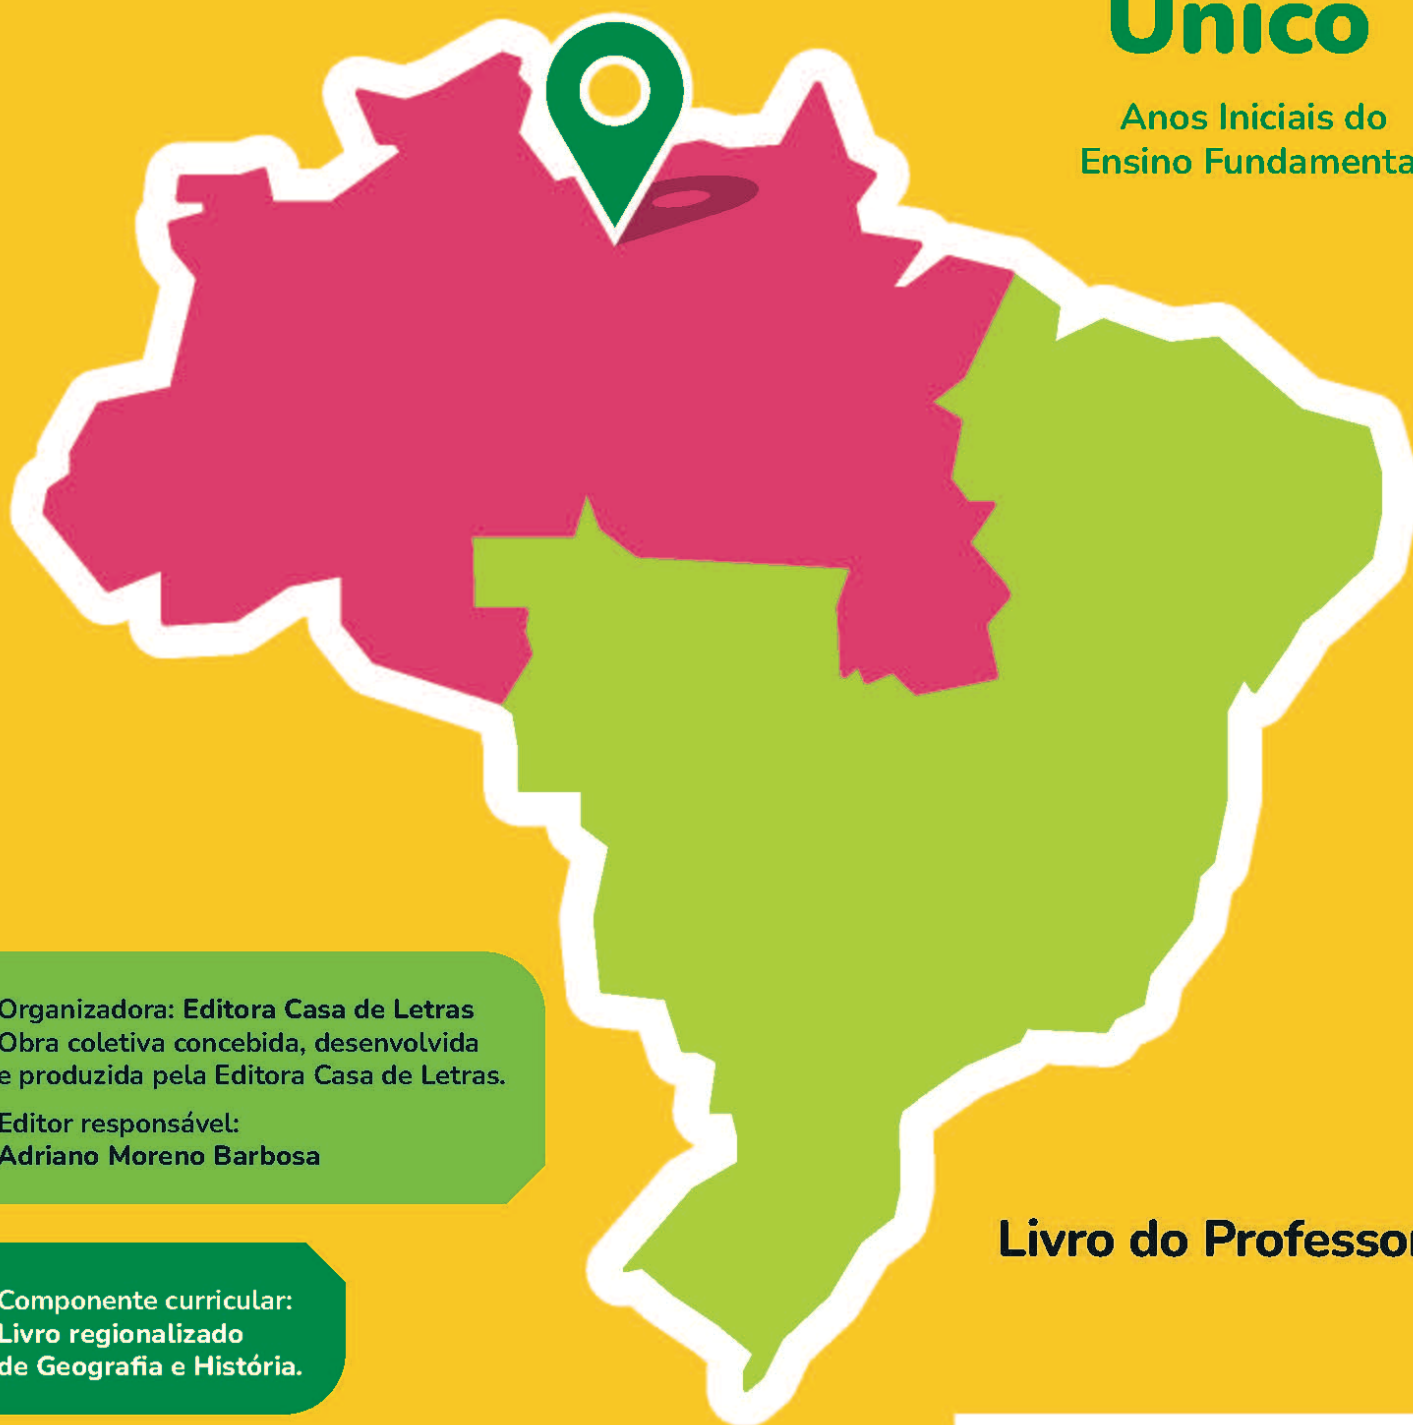 Único
Anos Iniciais do
Ensino Fundamenta
Organizadora: Editora Casa de Letras
Obra coletiva concebida, desenvolvida
e produzida pela Editora Casa de Letras.
Editor responsável:
Adriano Moreno Barbosa
Livro do Professor
Componente curricular:
Livro regionalizado
de Geografia e História.